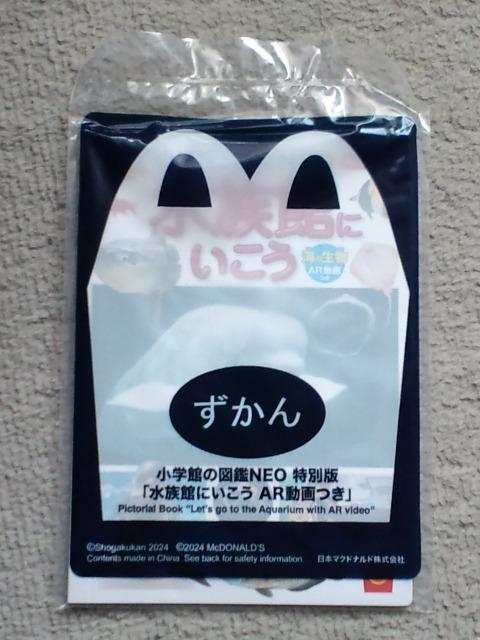 水族館に
いこう
海の生物
AR動画
つき
ずかん
小学館の図鑑NEO 特別版
「水族館にいこう AR動画つき」
Pictorial Book "Let's go to the Aquarium with AR video"
©Shogakukan 2024 ©2024 McDONALD'S
Contents made in China See back for safety information.
日本マクドナルド株式会社